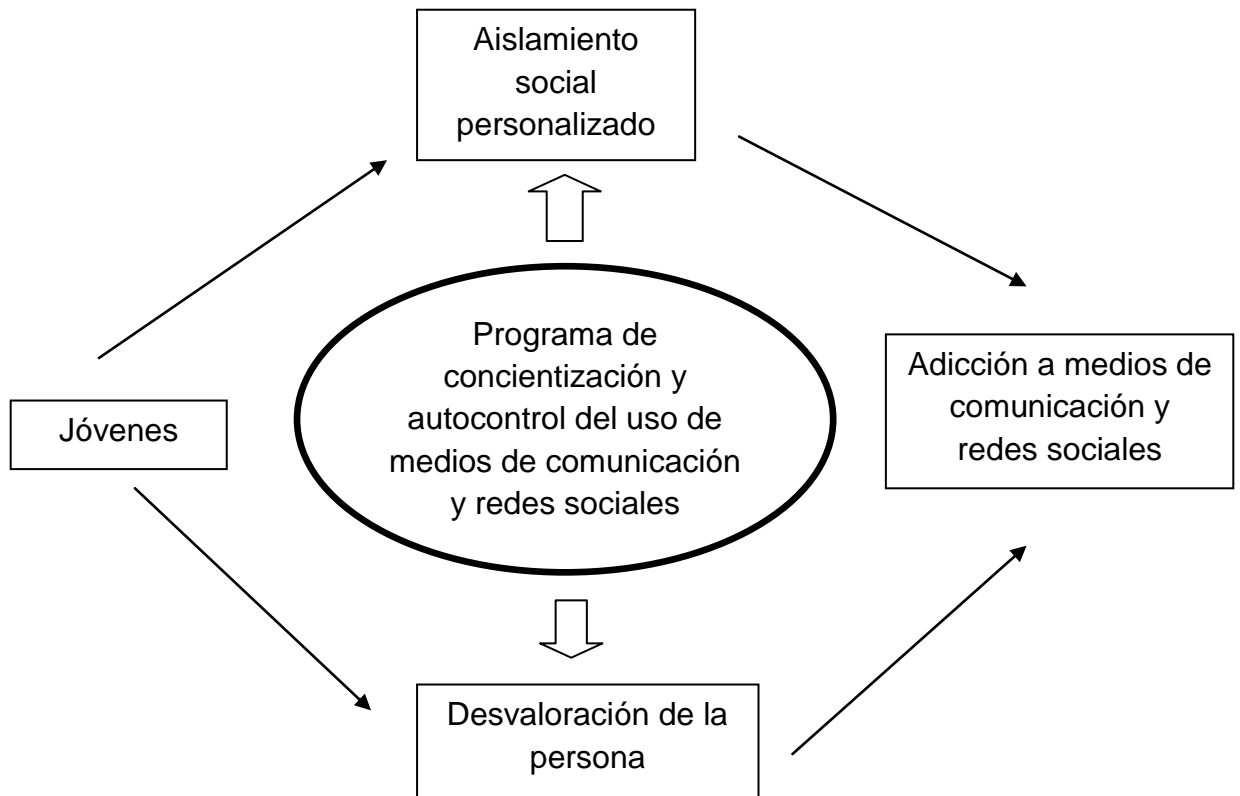 Aislamiento
social
personalizado
Programa de
concientización y
autocontrol del uso de
medios de comunicación
y redes sociales
Jóvenes
Adicción a medios de
comunicación y
redes sociales
Desvaloración de la
persona